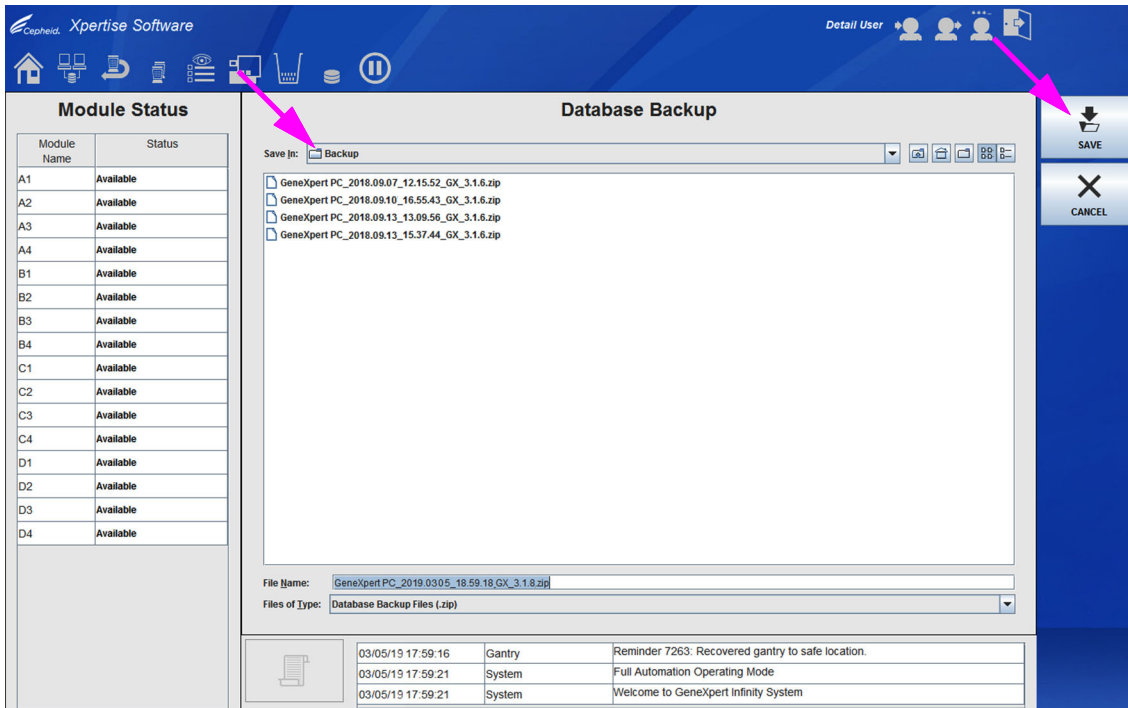 Cepheid. Xpertise Software
Detail User
Module Status
Module Name Status
A1 Available
A2 Available
A3 Available
A4 Available
B1 Available
B2 Available
B3 Available
B4 Available
C1 Available
C2 Available
C3 Available
C4 Available
D1 Available
D2 Available
D3 Available
D4 Available
Database Backup
Save In: Backup
GeneXpert PC_2018.09.07_12.15.52_GX_3.1.6.zip
GeneXpert PC_2018.09.10_16.55.43_GX_3.1.6.zip
GeneXpert PC_2018.09.13_13.09.56_GX_3.1.6.zip
GeneXpert PC_2018.09.13_15.37.44_GX_3.1.6.zip
File Name: GeneXpert PC_2019.0305_18.59.18_GX_3.1.8.zip
Files of Type: Database Backup Files (.zip)
03/05/19 17:59:16 Gantry Reminder 7263: Recovered gantry to safe location.
03/05/19 17:59:21 System Full Automation Operating Mode
03/05/19 17:59:21 System Welcome to GeneXpert Infinity System
SAVE
CANCEL